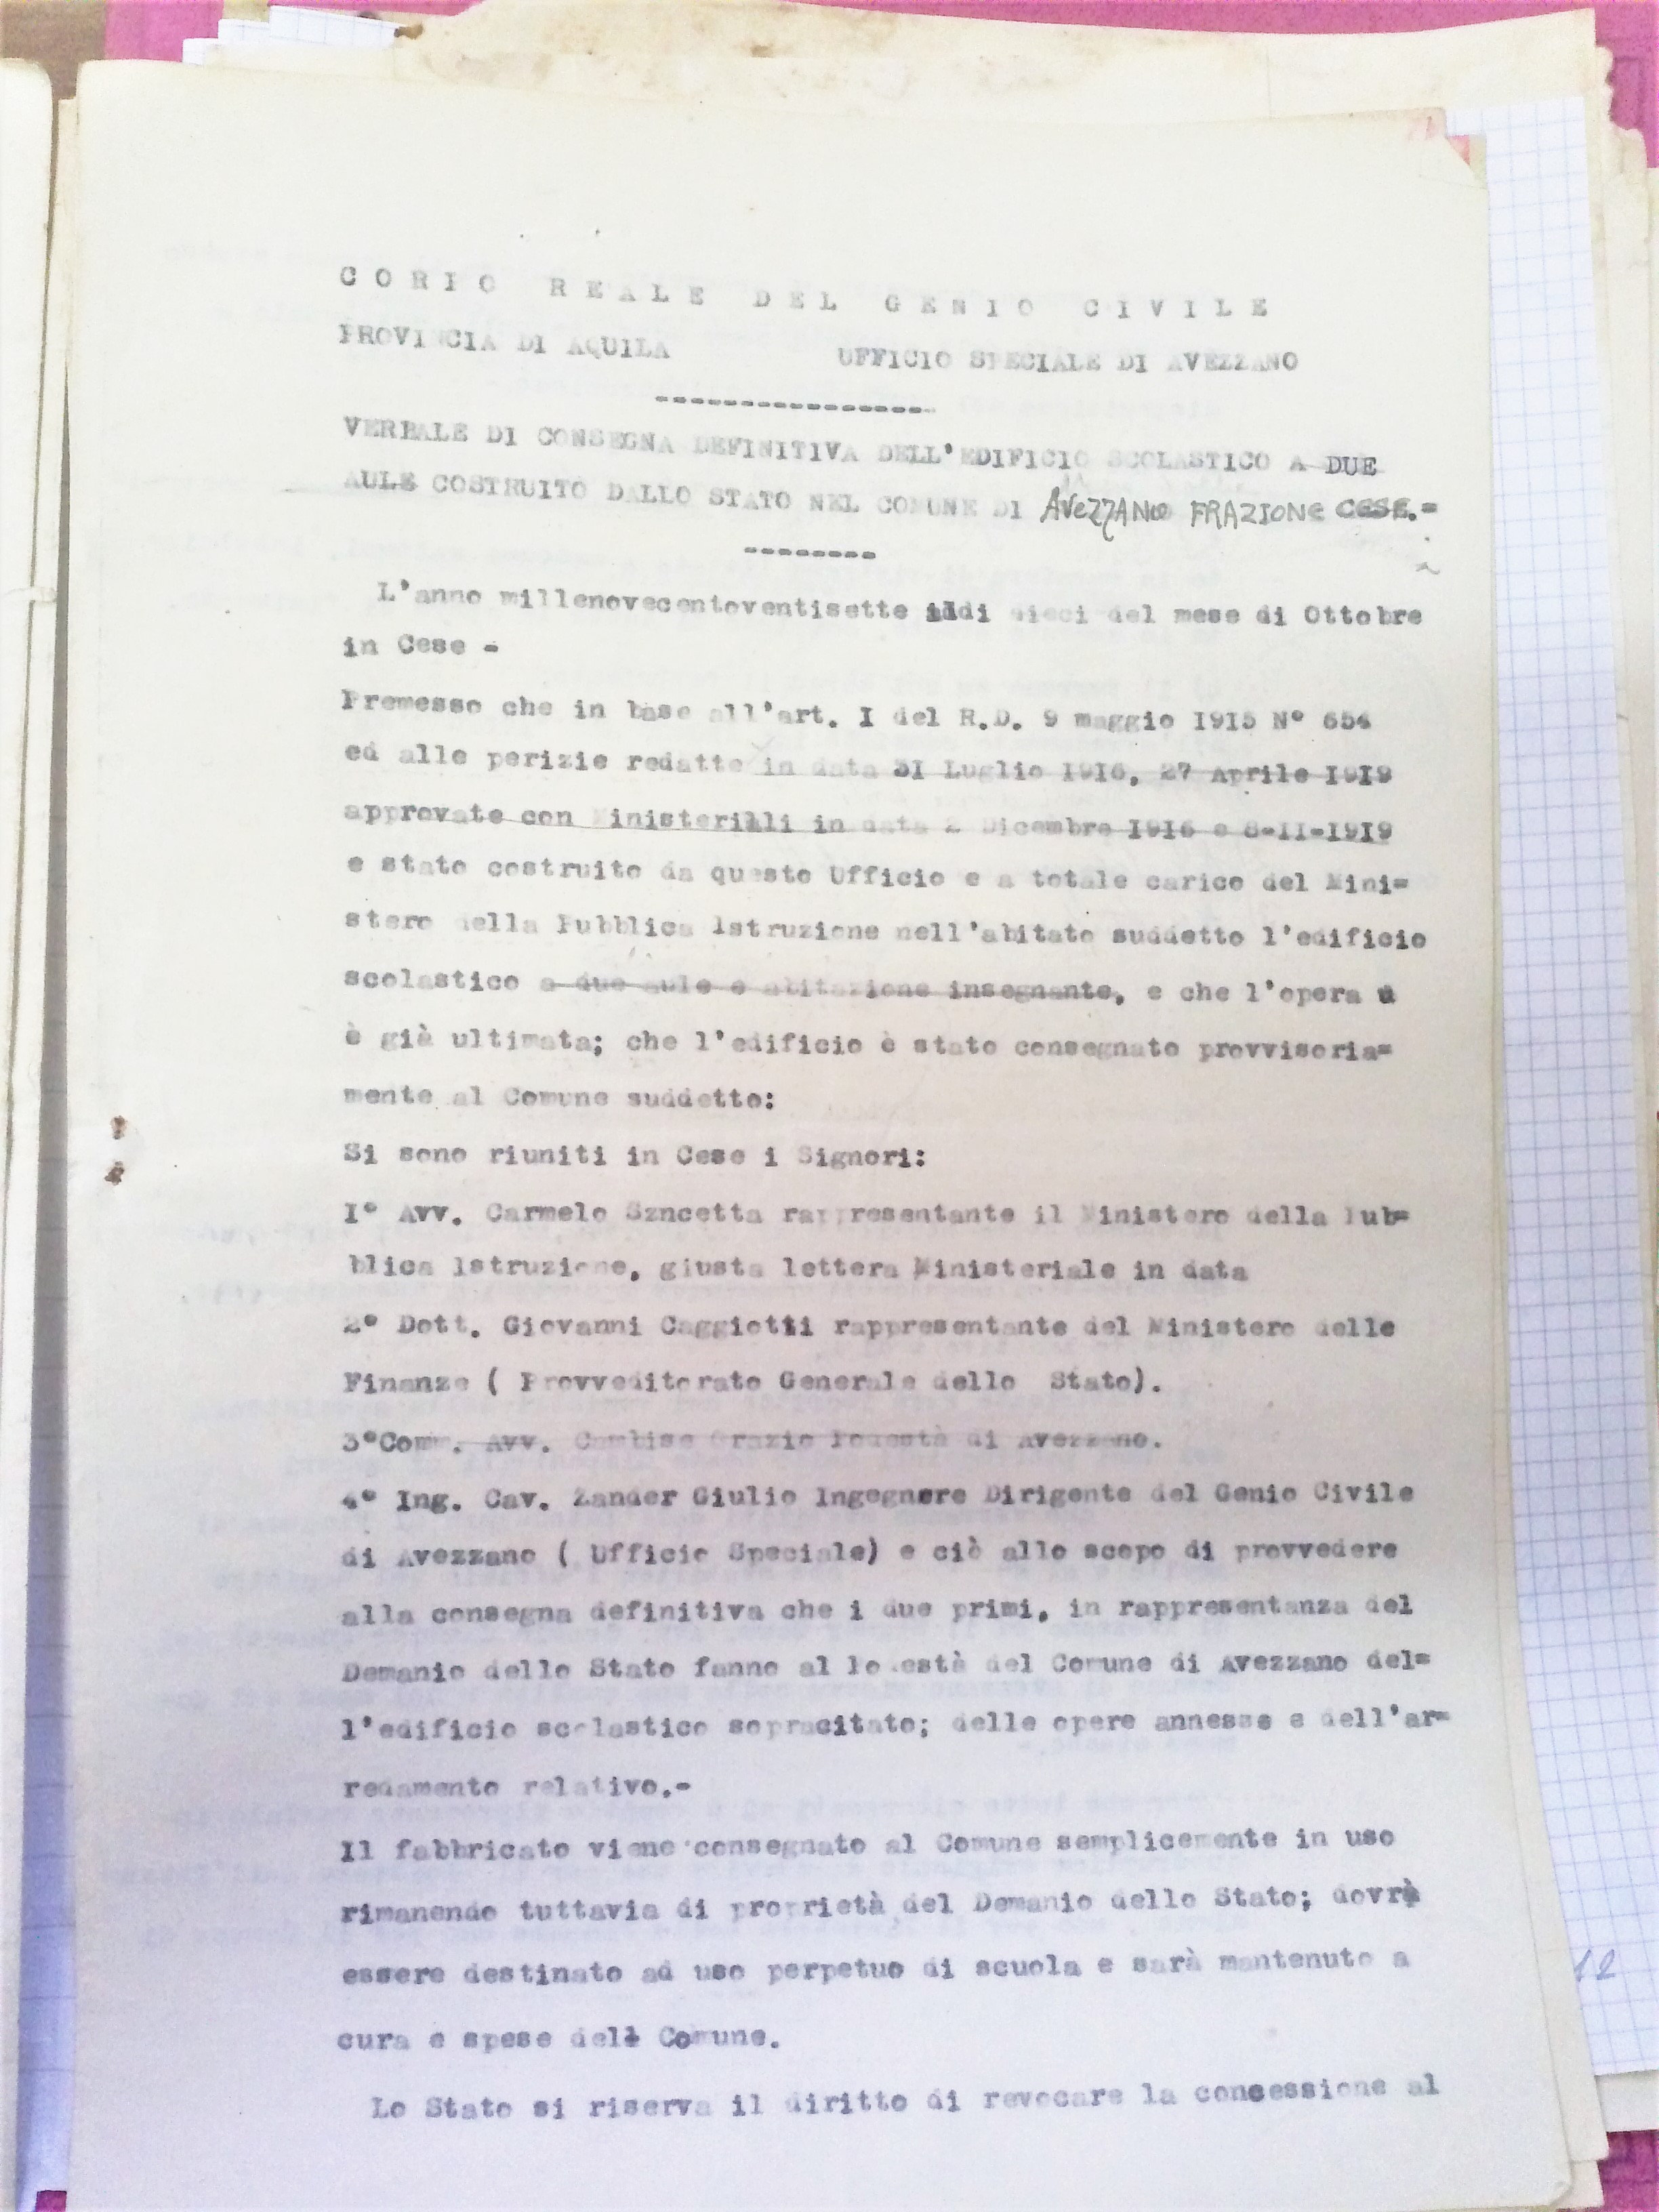 CORPO REALE DEL GENIO CIVILE
PROVINCIA DI AQUILA UFFICIO SPECIALE DI AVEZZANO
-----------------
VERBALE DI CONSEGNA DEFINITIVA DELL'EDIFICIO SCOLASTICO A DUE
AULE COSTRUITO DALLO STATO NEL COMUNE DI AVEZZANO FRAZIONE CESE.=
--------
L'anno millenovecentoventisette iddi dieci del mese di Ottobre
in Cese -
Premesso che in base all'art. I del R.D. 9 maggio 1915 N° 654
ed alle perizie redatte in data 31 Luglio 1916, 27 Aprile 1919
approvate con Ministerilli in data 2 Dicembre 1916 e 8-11-1919
e stato costruito da questo Ufficio e a totale carico del Mini=
stero della Pubblica Istruzione nell'abitato suddetto l'edificio
scolastico a due aule e abitazione insegnante, e che l'opera
è già ultimata; che l'edificio è stato consegnato provvisoria=
mente al Comune suddetto:
Si sono riuniti in Cese i Signori:
I° Avv. Carmelo Szncetta rappresentante il Ministero della Pub=
blica Istruzione, giusta lettera Ministeriale in data
2° Dott. Giovanni Caggiotti rappresentante del Ministero delle
Finanze ( Provveditorato Generale dello Stato).
3°Comm. Avv. Cambise Orazio Podestà di Avezzano.
4° Ing. Cav. Zander Giulio Ingegnere Dirigente del Genio Civile
di Avezzano ( Ufficio Speciale) e ciò allo scopo di provvedere
alla consegna definitiva che i due primi, in rappresentanza del
Demanio dello Stato fanno al Podestà del Comune di Avezzano del=
l'edificio scolastico sopracitato; delle opere annesse e dell'ar=
redamento relativo.-
Il fabbricato viene consegnato al Comune semplicemente in uso
rimanendo tuttavia di proprietà del Demanio dello Stato; dovrà
essere destinato ad uso perpetuo di scuola e sarà mantenuto a
cura e spese del Comune.
Lo Stato si riserva il diritto di revocare la concessione al
12